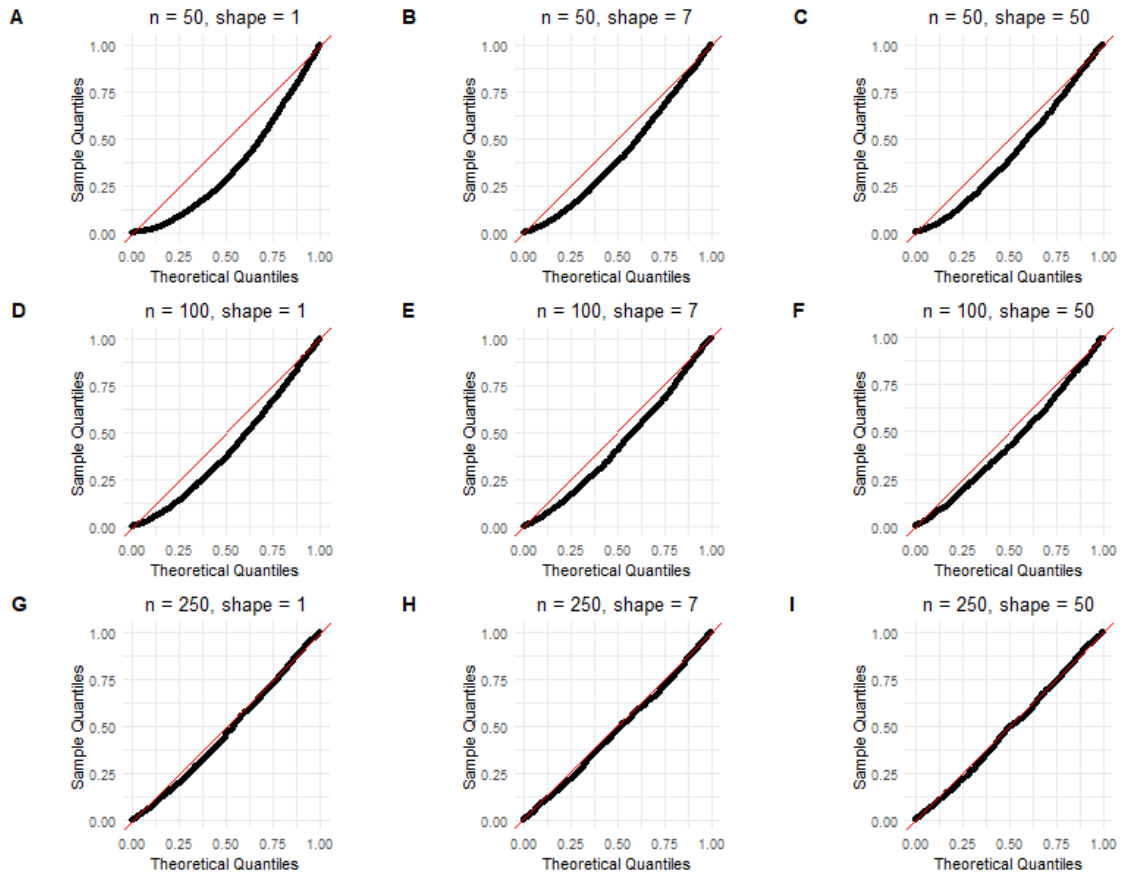 A n = 50, shape = 1
Sample Quantiles
1.00
0.75
0.50
0.25
0.00
0.00 0.25 0.50 0.75 1.00
Theoretical Quantiles
B n = 50, shape = 7
Sample Quantiles
1.00
0.75
0.50
0.25
0.00
0.00 0.25 0.50 0.75 1.00
Theoretical Quantiles
C n = 50, shape = 50
Sample Quantiles
1.00
0.75
0.50
0.25
0.00
0.00 0.25 0.50 0.75 1.00
Theoretical Quantiles
D n = 100, shape = 1
Sample Quantiles
1.00
0.75
0.50
0.25
0.00
0.00 0.25 0.50 0.75 1.00
Theoretical Quantiles
E n = 100, shape = 7
Sample Quantiles
1.00
0.75
0.50
0.25
0.00
0.00 0.25 0.50 0.75 1.00
Theoretical Quantiles
F n = 100, shape = 50
Sample Quantiles
1.00
0.75
0.50
0.25
0.00
0.00 0.25 0.50 0.75 1.00
Theoretical Quantiles
G n = 250, shape = 1
Sample Quantiles
1.00
0.75
0.50
0.25
0.00
0.00 0.25 0.50 0.75 1.00
Theoretical Quantiles
H n = 250, shape = 7
Sample Quantiles
1.00
0.75
0.50
0.25
0.00
0.00 0.25 0.50 0.75 1.00
Theoretical Quantiles
I n = 250, shape = 50
Sample Quantiles
1.00
0.75
0.50
0.25
0.00
0.00 0.25 0.50 0.75 1.00
Theoretical Quantiles